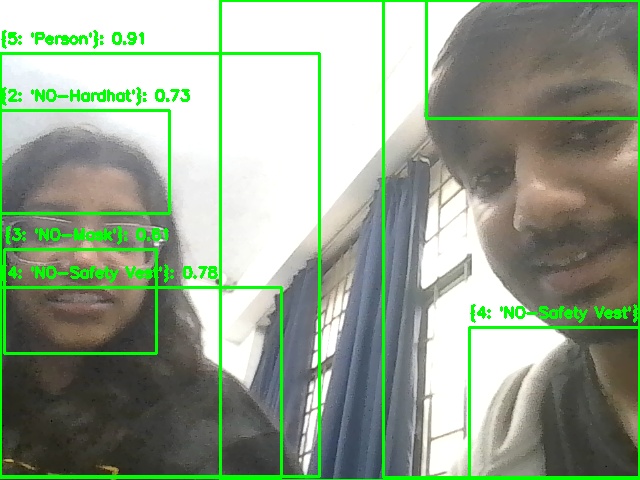 {5: 'Person'}: 0.91
{2: 'NO-Hardhat'}: 0.73
{3: 'NO-Mask'}: 0.61
{4: 'NO-Safety Vest'}: 0.78
{4: 'NO-Safety Vest'}